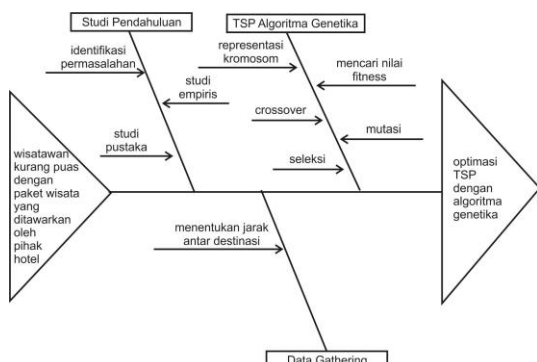 Studi Pendahuluan
TSP Algoritma Genetika
identifikasi
permasalahan
studi
empiris
studi
pustaka
representasi
kromosom
mencari nilai
fitness
crossover
mutasi
seleksi
wisatawan
kurang puas
dengan
paket wisata
yang
ditawarkan
oleh
pihak
hotel
optimasi
TSP
dengan
algoritma
genetika
menentukan jarak
antar destinasi
Data Gathering